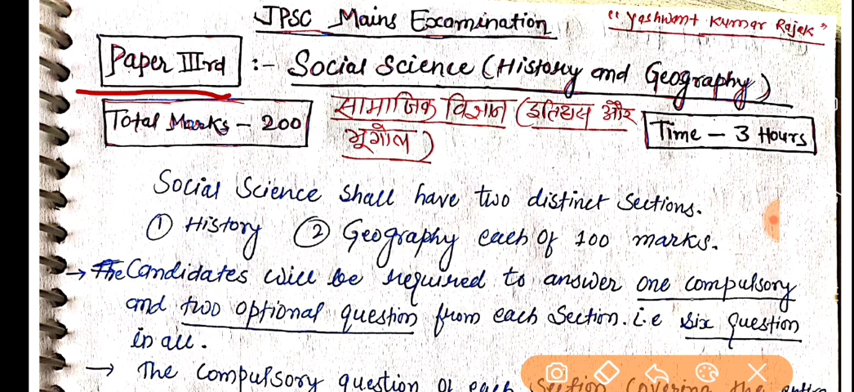 JPSC Mains Examination
"Yashwant Kumar Rajak"
Paper IIIrd :- Social Science (History and Geography)
Total Marks - 200
सामाजिक विज्ञान (इतिहास और भूगोल)
Time - 3 Hours
Social Science shall have two distinct sections.
① History ② Geography each of 100 marks.
→ The Candidates will be required to answer one compulsory
and two optional question from each Section. i.e six question
in all.
→ The compulsory question of each Section covering the entire